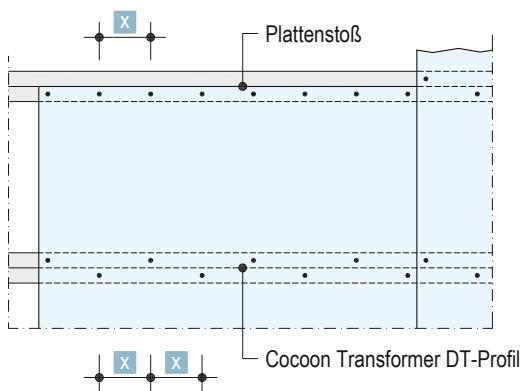 X
Plattenstoß
Cocoon Transformer DT-Profil
X X